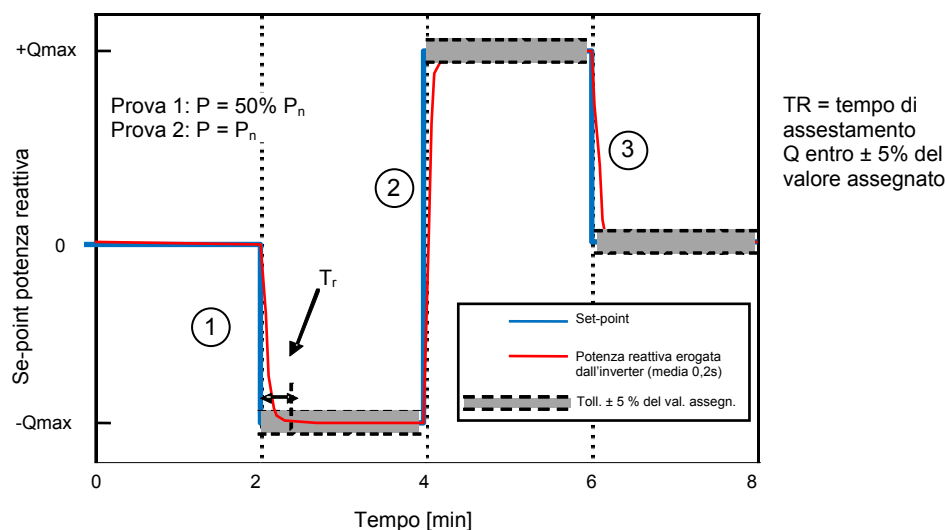 +Qmax
Prova 1: P = 50% Pn
Prova 2: P = Pn
TR = tempo di
assestamento
Q entro ± 5% del
valore assegnato
3
2
Se-point potenza reattiva
0
Tr
1
Set-point
Potenza reattiva erogata
dall'inverter (media 0,2s)
Toll. ± 5 % del val. assegn.
-Qmax
0
2
4
6
8
Tempo [min]